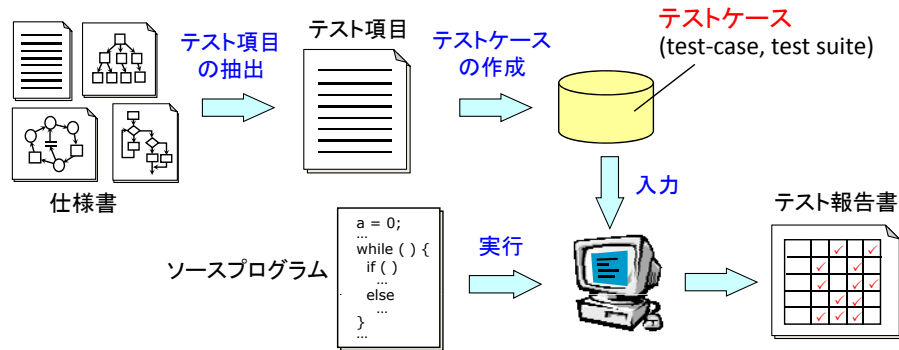 テスト項目
の抽出
テスト項目
テストケース
の作成
テストケース
(test-case, test suite)
仕様書
入力
ソースプログラム
a = 0;
...
while ( ) {
if ( )
...
else
...
}
...
実行
テスト報告書